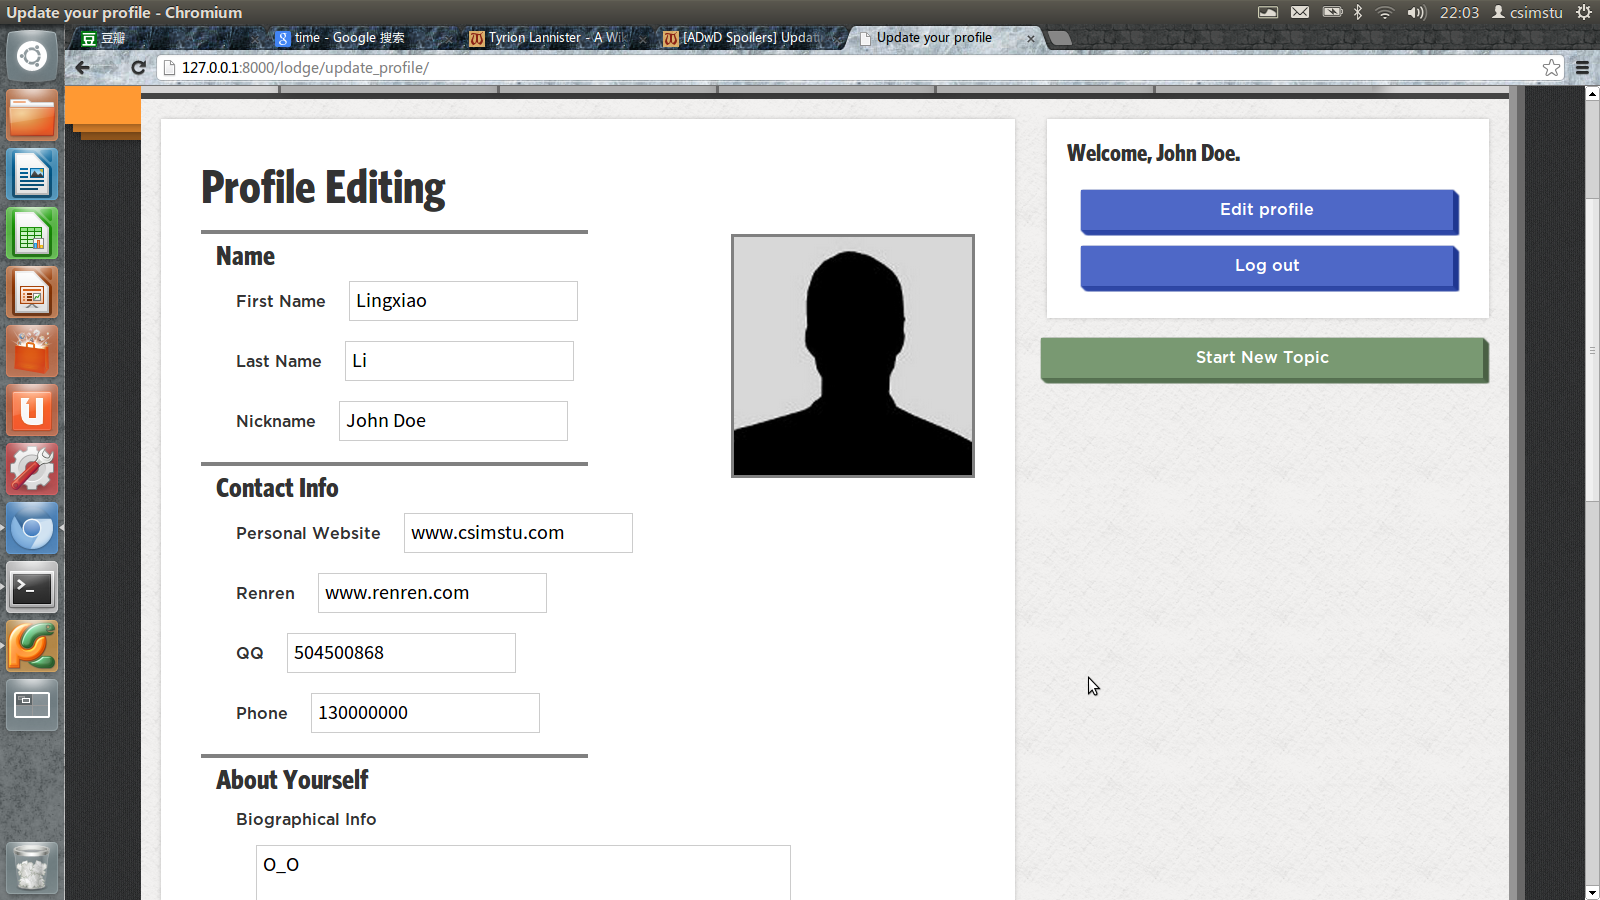 Update your profile - Chromium
22:03 csimstu
豆瓣
time - Google 搜索
Tyrion Lannister - A Wi
[ADwD Spoilers] Updat
Update your profile
127.0.0.1:8000/lodge/update_profile/
Profile Editing
Name
First Name Lingxiao
Last Name Li
Nickname John Doe
Contact Info
Personal Website www.csimstu.com
Renren www.renren.com
QQ 504500868
Phone 130000000
About Yourself
Biographical Info
O_O
Welcome, John Doe.
Edit profile
Log out
Start New Topic